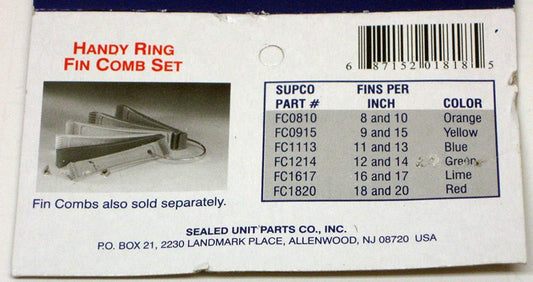 HANDY RING
FIN COMB SET
6 87152 01818 5
SUPCO PART # FINS PER INCH COLOR
FC0810 8 and 10 Orange
FC0915 9 and 15 Yellow
FC1113 11 and 13 Blue
FC1214 12 and 14 Green
FC1617 16 and 17 Lime
FC1820 18 and 20 Red
Fin Combs also sold separately.
SEALED UNIT PARTS CO., INC.
P.O. BOX 21, 2230 LANDMARK PLACE, ALLENWOOD, NJ 08720 USA